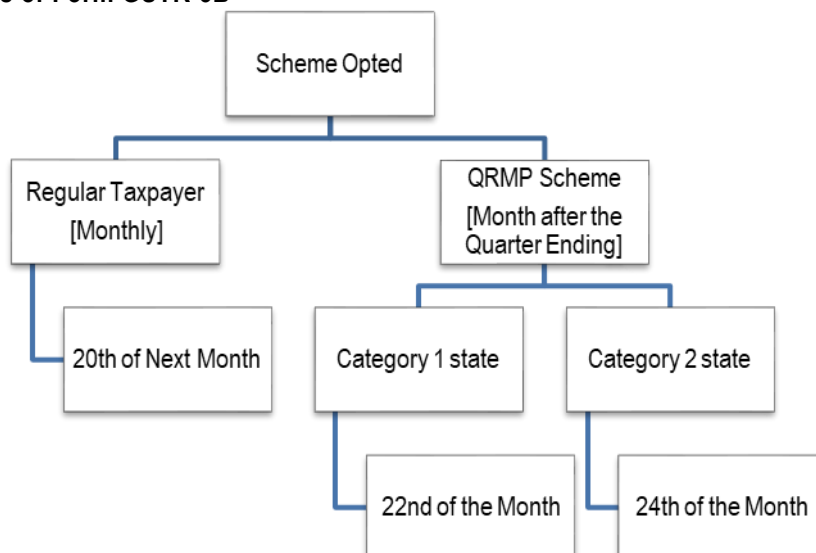 Scheme Opted
Regular Taxpayer
[Monthly]
QRMP Scheme
[Month after the
Quarter Ending]
20th of Next Month
Category 1 state
Category 2 state
22nd of the Month
24th of the Month